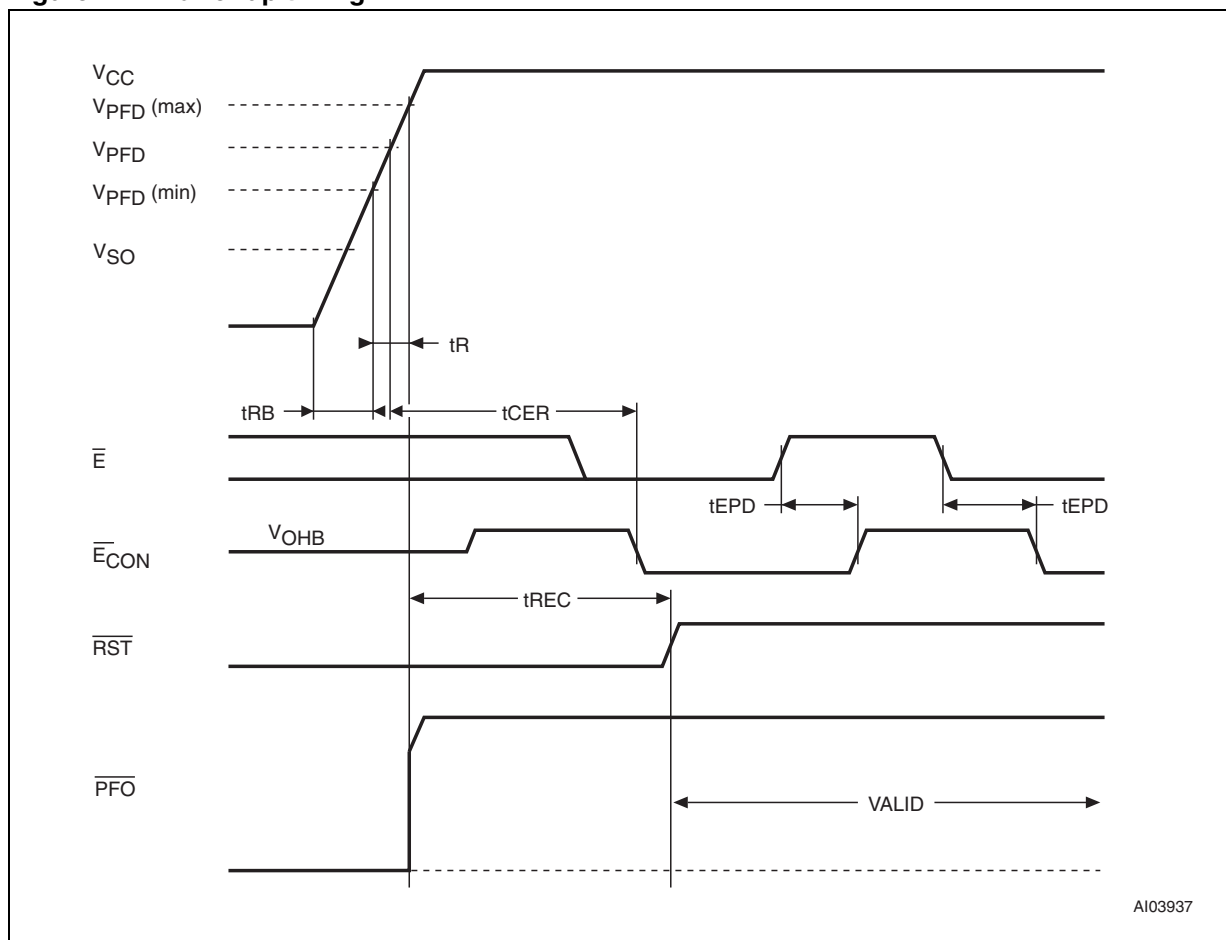 VCC
VPFD (max)
VPFD
VPFD (min)
VSO
tR
tRB
tCER
E
tEPD
tEPD
VOHB
ECON
tREC
RST
PFO
VALID
AI03937